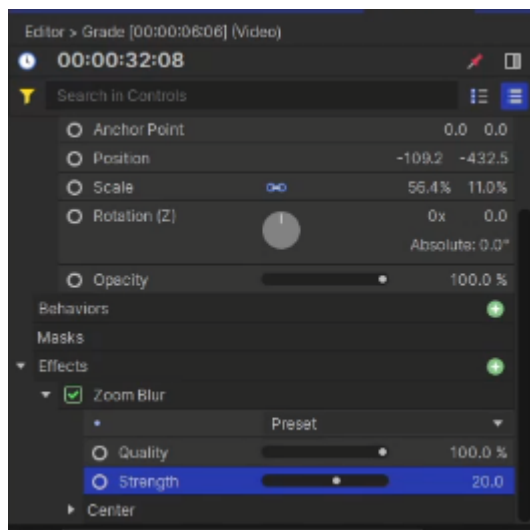 Editor > Grade [00:00:06:06] (Video)
00:00:32:08
Search in Controls
Anchor Point 0.0 0.0
Position -109.2 -432.5
Scale 56.4% 11.0%
Rotation (Z) 0x 0.0
Absolute: 0.0°
Opacity 100.0 %
Behaviors
Masks
Effects
Zoom Blur
Preset
Quality 100.0 %
Strength 20.0
Center